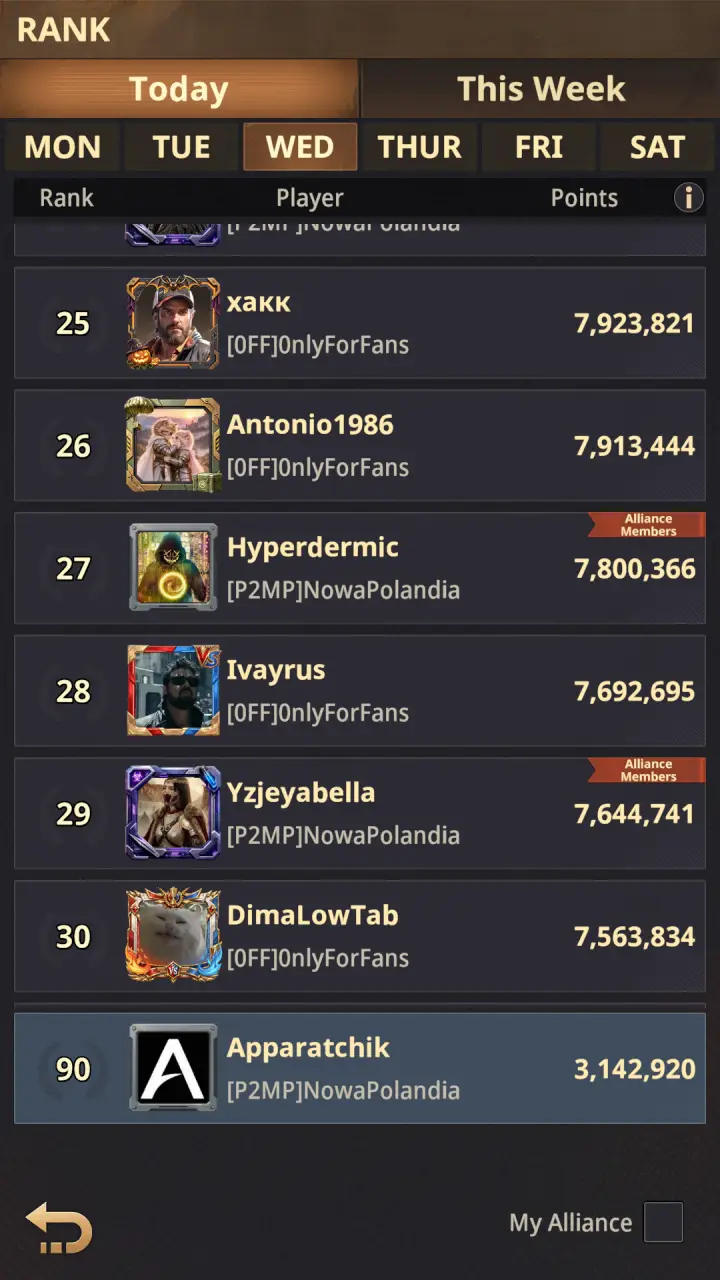 RANK
Today
This Week
MON
TUE
WED
THUR
FRI
SAT
Rank
Player
Points
[P2MP]NowaPolandia
25
хакк
[0FF]0nlyForFans
7,923,821
26
Antonio1986
[0FF]0nlyForFans
7,913,444
Alliance
Members
27
Hyperdermic
[P2MP]NowaPolandia
7,800,366
28
Ivayrus
[0FF]0nlyForFans
7,692,695
Alliance
Members
29
Yzjeyabella
[P2MP]NowaPolandia
7,644,741
30
DimaLowTab
[0FF]0nlyForFans
7,563,834
90
Apparatchik
[P2MP]NowaPolandia
3,142,920
My Alliance